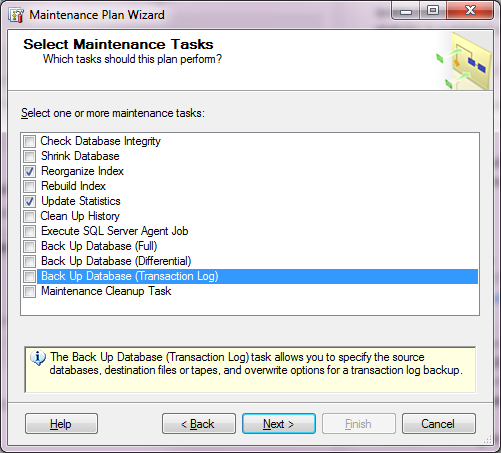 Maintenance Plan Wizard
Select Maintenance Tasks
Which tasks should this plan perform?
Select one or more maintenance tasks:
Check Database Integrity
Shrink Database
Reorganize Index
Rebuild Index
Update Statistics
Clean Up History
Execute SQL Server Agent Job
Back Up Database (Full)
Back Up Database (Differential)
Back Up Database (Transaction Log)
Maintenance Cleanup Task
The Back Up Database (Transaction Log) task allows you to specify the source
databases, destination files or tapes, and overwrite options for a transaction log backup.
Help < Back Next > Finish Cancel